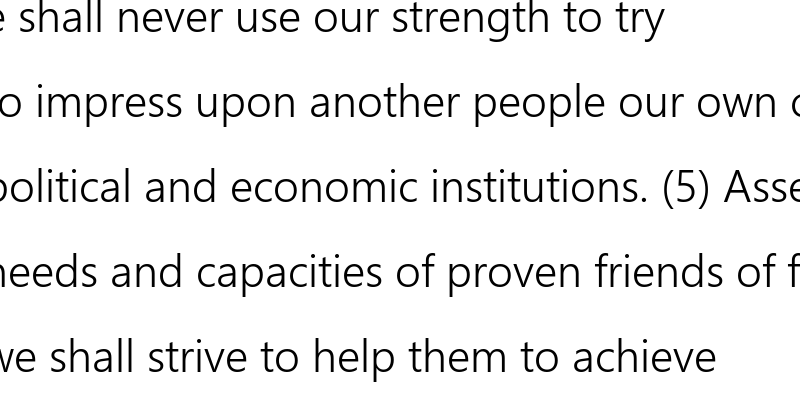 shall never use our strength to try
impress upon another people our own
political and economic institutions. (5)
needs and capacities of proven friends of
we shall strive to help them to achieve